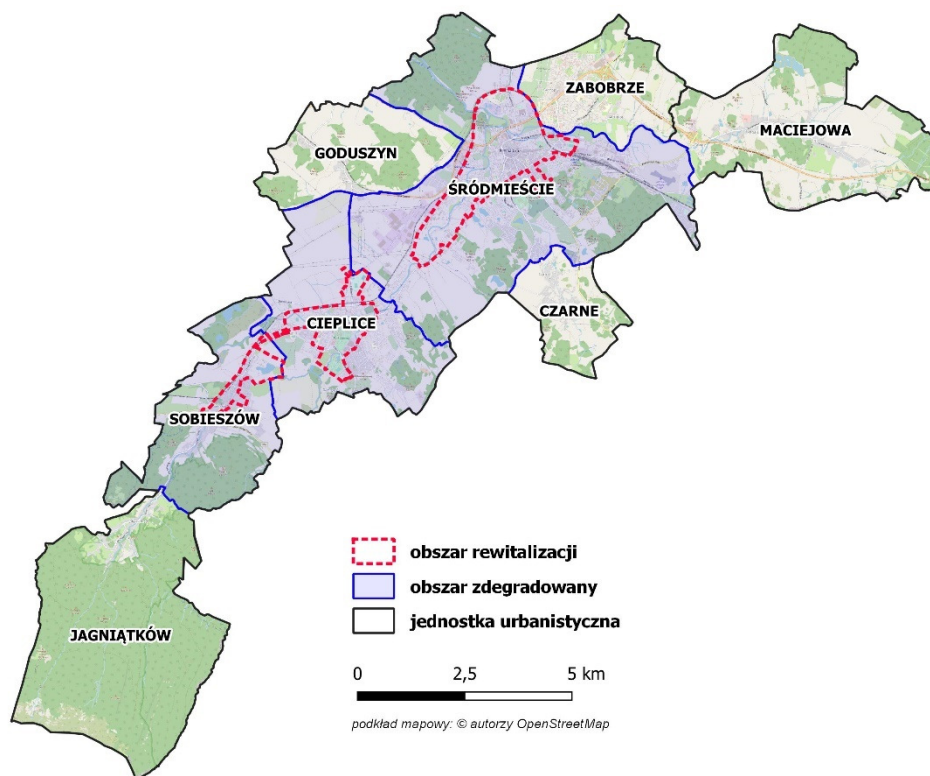 ZABOBRZE
MACIEJOWA
GODUSZYN
ŚRÓDMIEŚCIE
CZARNE
CIEPLICE
SOBIESZÓW
JAGNIĄTKÓW
obszar rewitalizacji
obszar zdegradowany
jednostka urbanistyczna
0 2,5 5 km
podkład mapowy: © autorzy OpenStreetMap